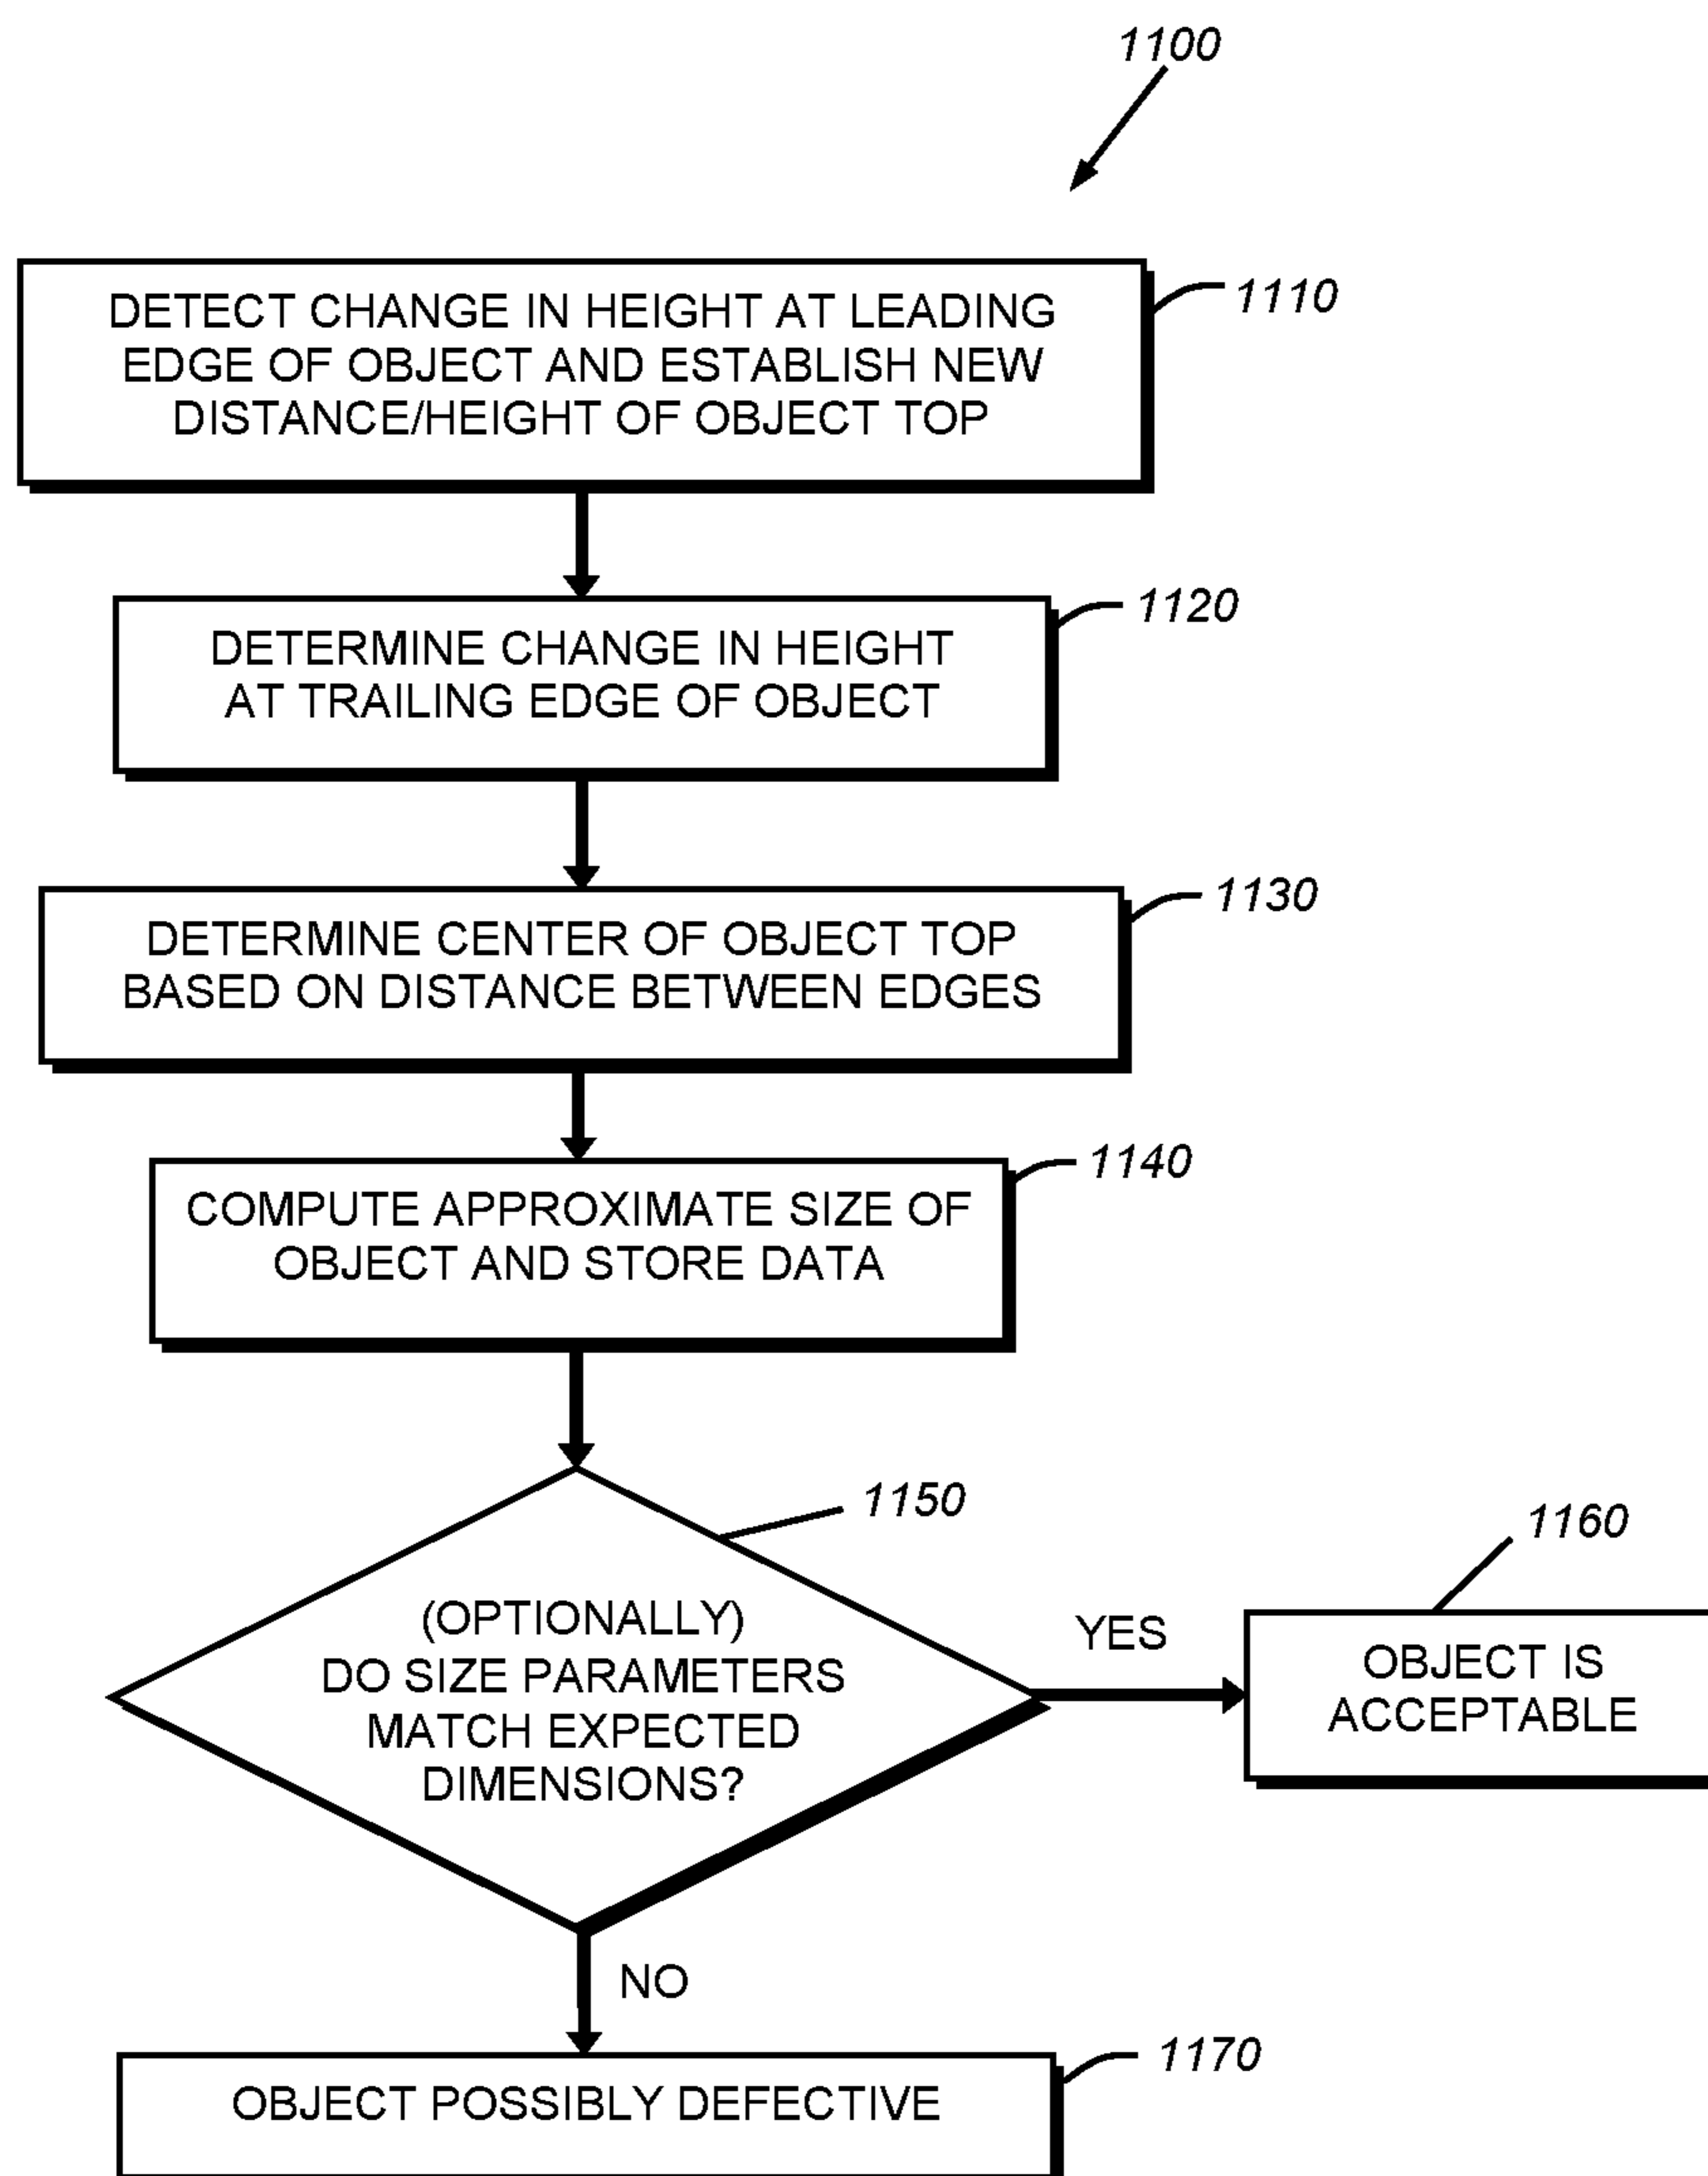 1100
DETECT CHANGE IN HEIGHT AT LEADING
EDGE OF OBJECT AND ESTABLISH NEW
DISTANCE/HEIGHT OF OBJECT TOP
1110
DETERMINE CHANGE IN HEIGHT
AT TRAILING EDGE OF OBJECT
1120
DETERMINE CENTER OF OBJECT TOP
BASED ON DISTANCE BETWEEN EDGES
1130
COMPUTE APPROXIMATE SIZE OF
OBJECT AND STORE DATA
1140
(OPTIONALLY)
DO SIZE PARAMETERS
MATCH EXPECTED
DIMENSIONS?
1150
YES
OBJECT IS
ACCEPTABLE
1160
NO
OBJECT POSSIBLY DEFECTIVE
1170